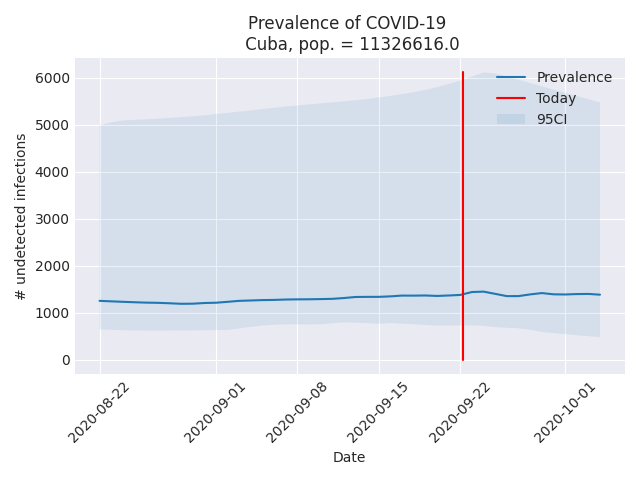 Prevalence of COVID-19
Cuba, pop. = 11326616.0
6000
5000
4000
3000
2000
1000
0
# undetected infections
Prevalence
Today
95CI
2020-08-22
2020-09-01
2020-09-08
2020-09-15
2020-09-22
2020-10-01
Date